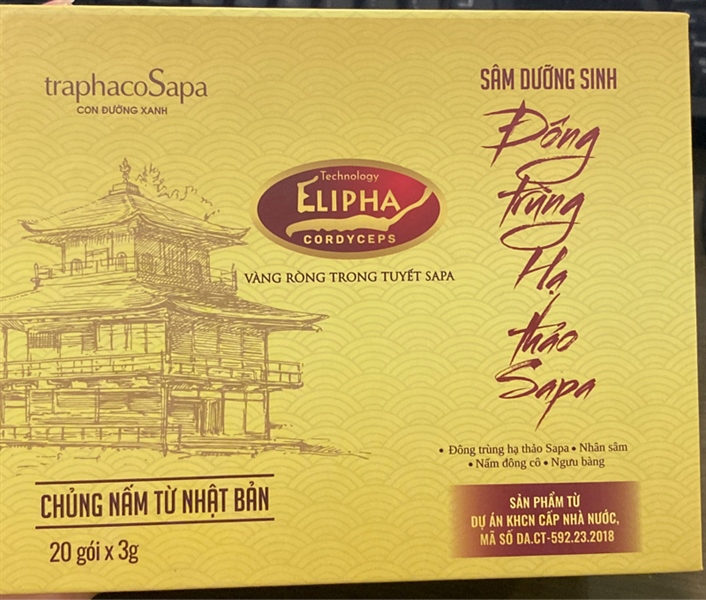 traphacoSapa
CON ĐƯỜNG XANH
Technology
ELIPHA
CORDYCEPS
VÀNG RÒNG TRONG TUYẾT SAPA
CHỦNG NẤM TỪ NHẬT BẢN
20 gói x 3g
SÂM DƯỠNG SINH
Đông
trùng
Hạ
thảo
Sapa
• Đông trùng hạ thảo Sapa • Nhân sâm
• Nấm đông cô • Ngưu bàng
SẢN PHẨM TỪ
DỰ ÁN KHCN CẤP NHÀ NƯỚC,
MÃ SỐ DA.CT-592.23.2018